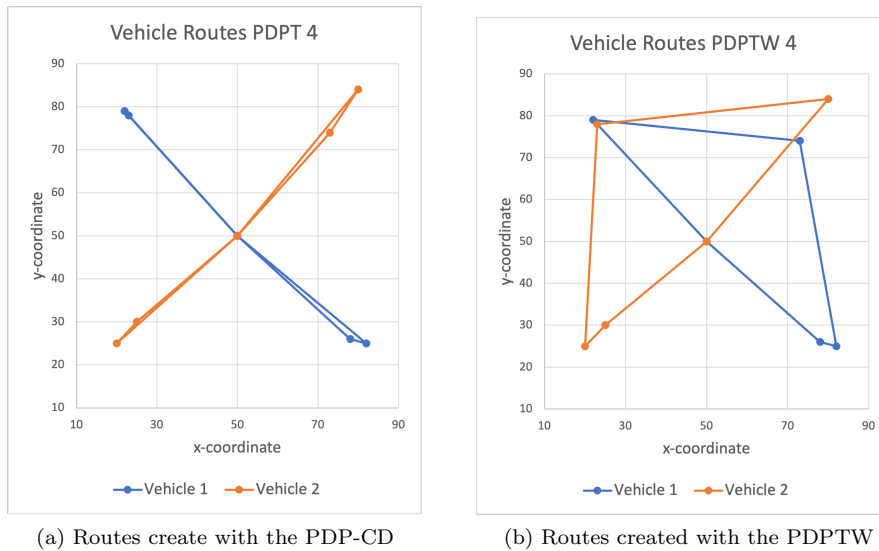 Vehicle Routes PDPT 4
90
80
70
60
50
40
30
20
10
y-coordinate
10 30 50 70 90
x-coordinate
Vehicle 1 Vehicle 2
(a) Routes create with the PDP-CD
Vehicle Routes PDPTW 4
90
80
70
60
50
40
30
20
10
y-coordinate
10 30 50 70 90
x-coordinate
Vehicle 1 Vehicle 2
(b) Routes created with the PDPTW